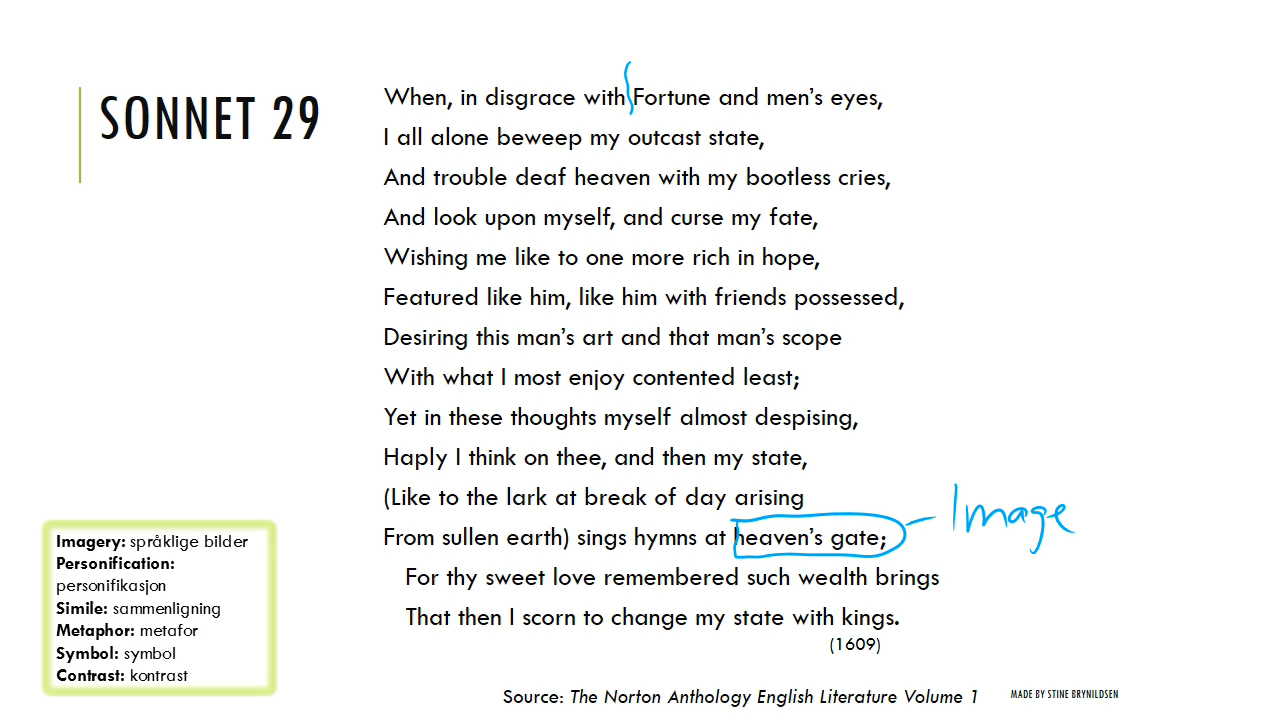 SONNET 29
When, in disgrace with Fortune and men's eyes,
I all alone beweep my outcast state,
And trouble deaf heaven with my bootless cries,
And look upon myself, and curse my fate,
Wishing me like to one more rich in hope,
Featured like him, like him with friends possessed,
Desiring this man's art and that man's scope
With what I most enjoy contented least;
Yet in these thoughts myself almost despising,
Haply I think on thee, and then my state,
(Like to the lark at break of day arising
From sullen earth) sings hymns at heaven's gate;
Image
For thy sweet love remembered such wealth brings
That then I scorn to change my state with kings.
(1609)
Imagery: språklige bilder
Personification:
personifikasjon
Simile: sammenligning
Metaphor: metafor
Symbol: symbol
Contrast: kontrast
Source: The Norton Anthology English Literature Volume 1
MADE BY STINE BRYNILDSEN